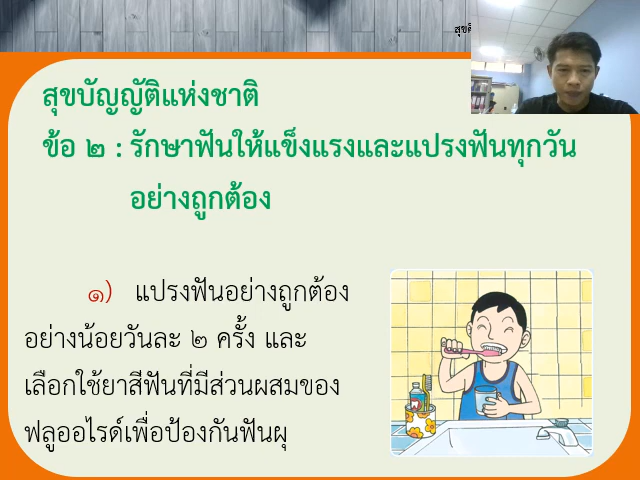 สุขบัญญัติแห่งชาติ
ข้อ ๒ : รักษาฟันให้แข็งแรงและแปรงฟันทุกวัน
อย่างถูกต้อง
๑) แปรงฟันอย่างถูกต้อง
อย่างน้อยวันละ ๒ ครั้ง และ
เลือกใช้ยาสีฟันที่มีส่วนผสมของ
ฟลูออไรด์เพื่อป้องกันฟันผุ